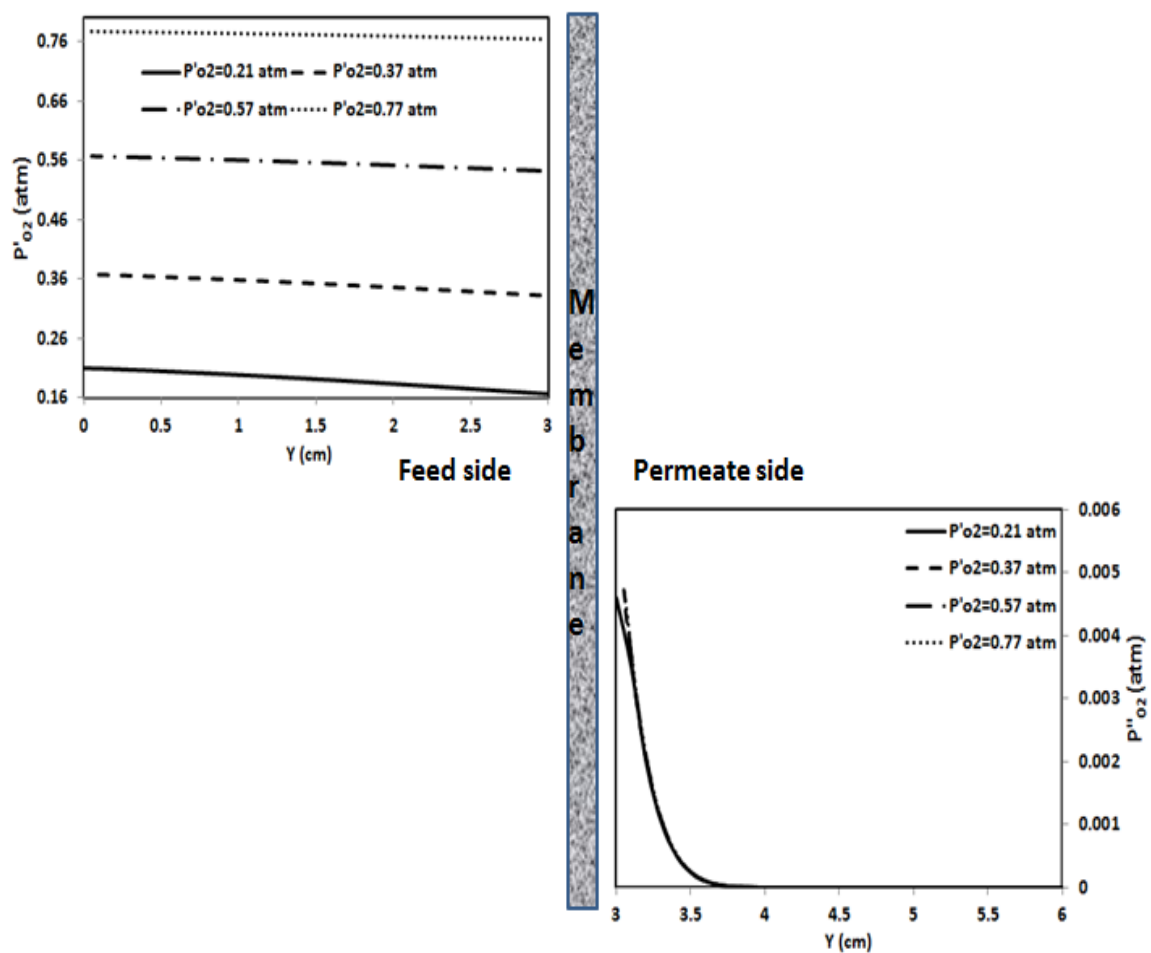 0.76
0.66
0.56
0.46
0.36
0.26
0.16
P'o2 (atm)
P'o2=0.21 atm
P'o2=0.37 atm
P'o2=0.57 atm
P'o2=0.77 atm
0 0.5 1 1.5 2 2.5 3
Y (cm)
Feed side
Membrane
Permeate side
P'o2=0.21 atm
P'o2=0.37 atm
P'o2=0.57 atm
P'o2=0.77 atm
0.006
0.005
0.004
0.003
0.002
0.001
0
P''o2 (atm)
3 3.5 4 4.5 5 5.5 6
Y (cm)